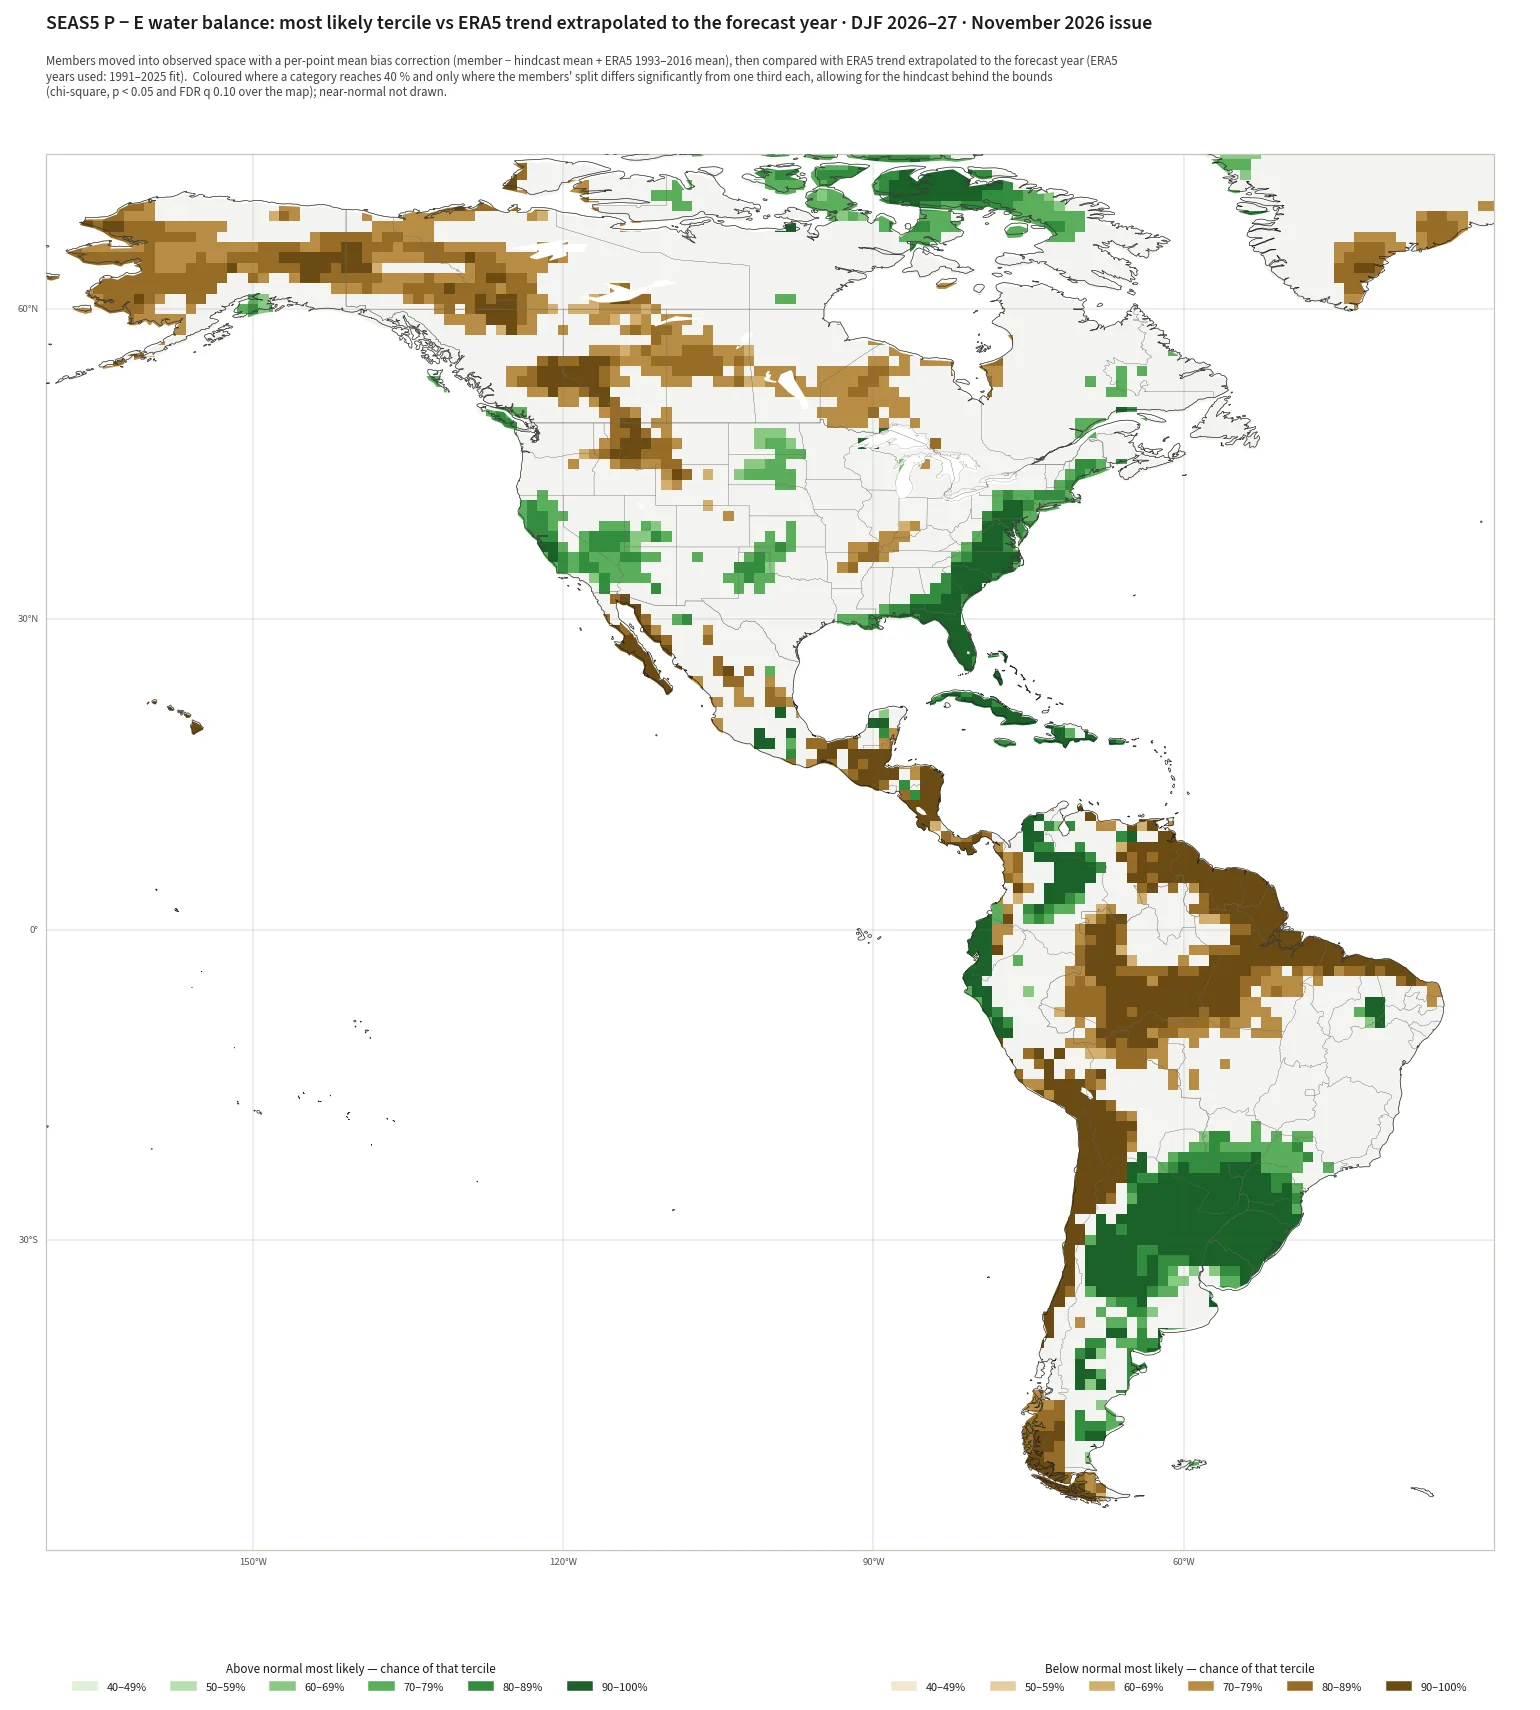 SEAS5 P − E water balance: most likely tercile vs ERA5 trend extrapolated to the forecast year · DJF 2026–27 · November 2026 issue
Members moved into observed space with a per-point mean bias correction (member − hindcast mean + ERA5 1993–2016 mean), then compared with ERA5 trend extrapolated to the forecast year (ERA5
years used: 1991–2025 fit). Coloured where a category reaches 40 % and only where the members' split differs significantly from one third each, allowing for the hindcast behind the bounds
(chi-square, p < 0.05 and FDR q 0.10 over the map); near-normal not drawn.
60°N
30°N
0°
30°S
150°W 120°W 90°W 60°W
Above normal most likely — chance of that tercile
40–49% 50–59% 60–69% 70–79% 80–89% 90–100%
Below normal most likely — chance of that tercile
40–49% 50–59% 60–69% 70–79% 80–89% 90–100%